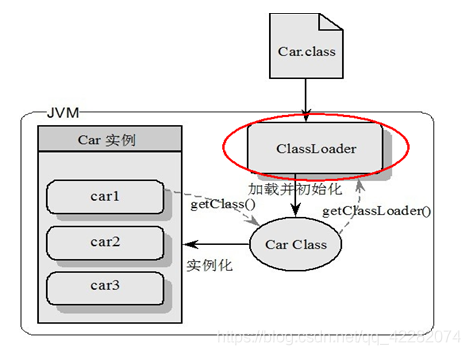 Car.class
JVM
Car 实例
ClassLoader
加载并初始化
car1
getClass()
getClassLoader()
car2
Car Class
实例化
car3
https://blog.csdn.net/qq_42282074